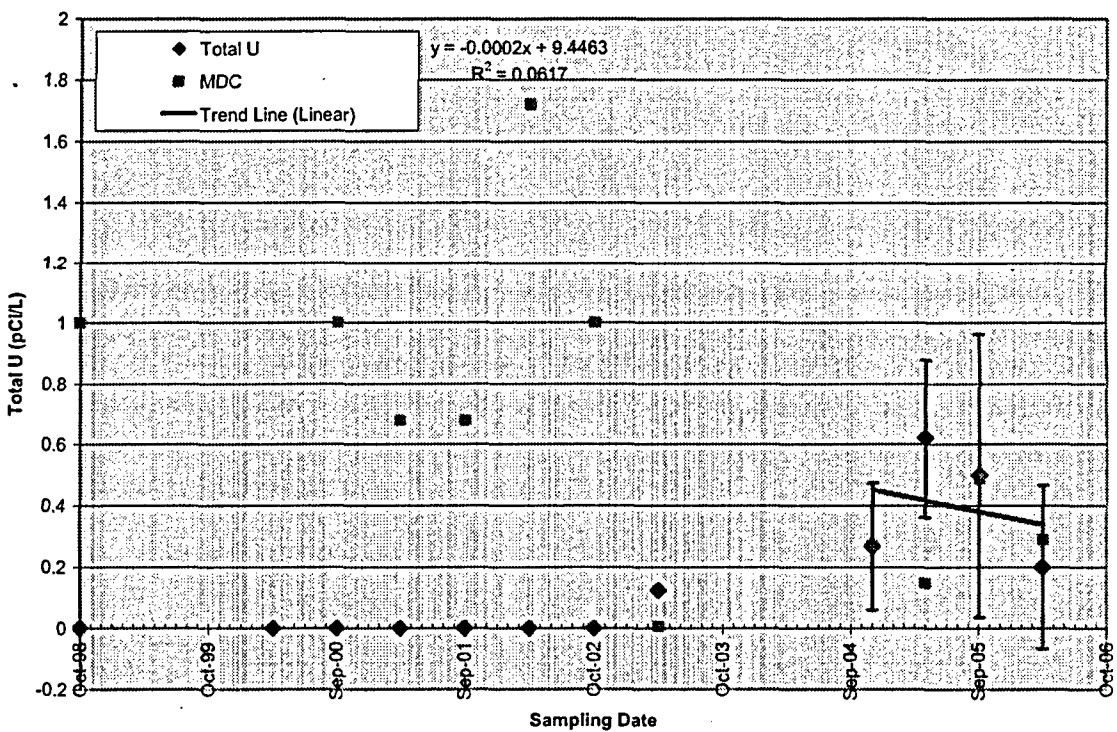 2
1.8
1.6
1.4
1.2
1
0.8
0.6
0.4
0.2
0
-0.2
Total U (pCi/L)
Total U
MDC
Trend Line (Linear)
y = -0.0002x + 9.4463
R² = 0.0617
Oct-98
Oct-99
Sep-00
Sep-01
Oct-02
Oct-03
Sep-04
Sep-05
Oct-06
Sampling Date